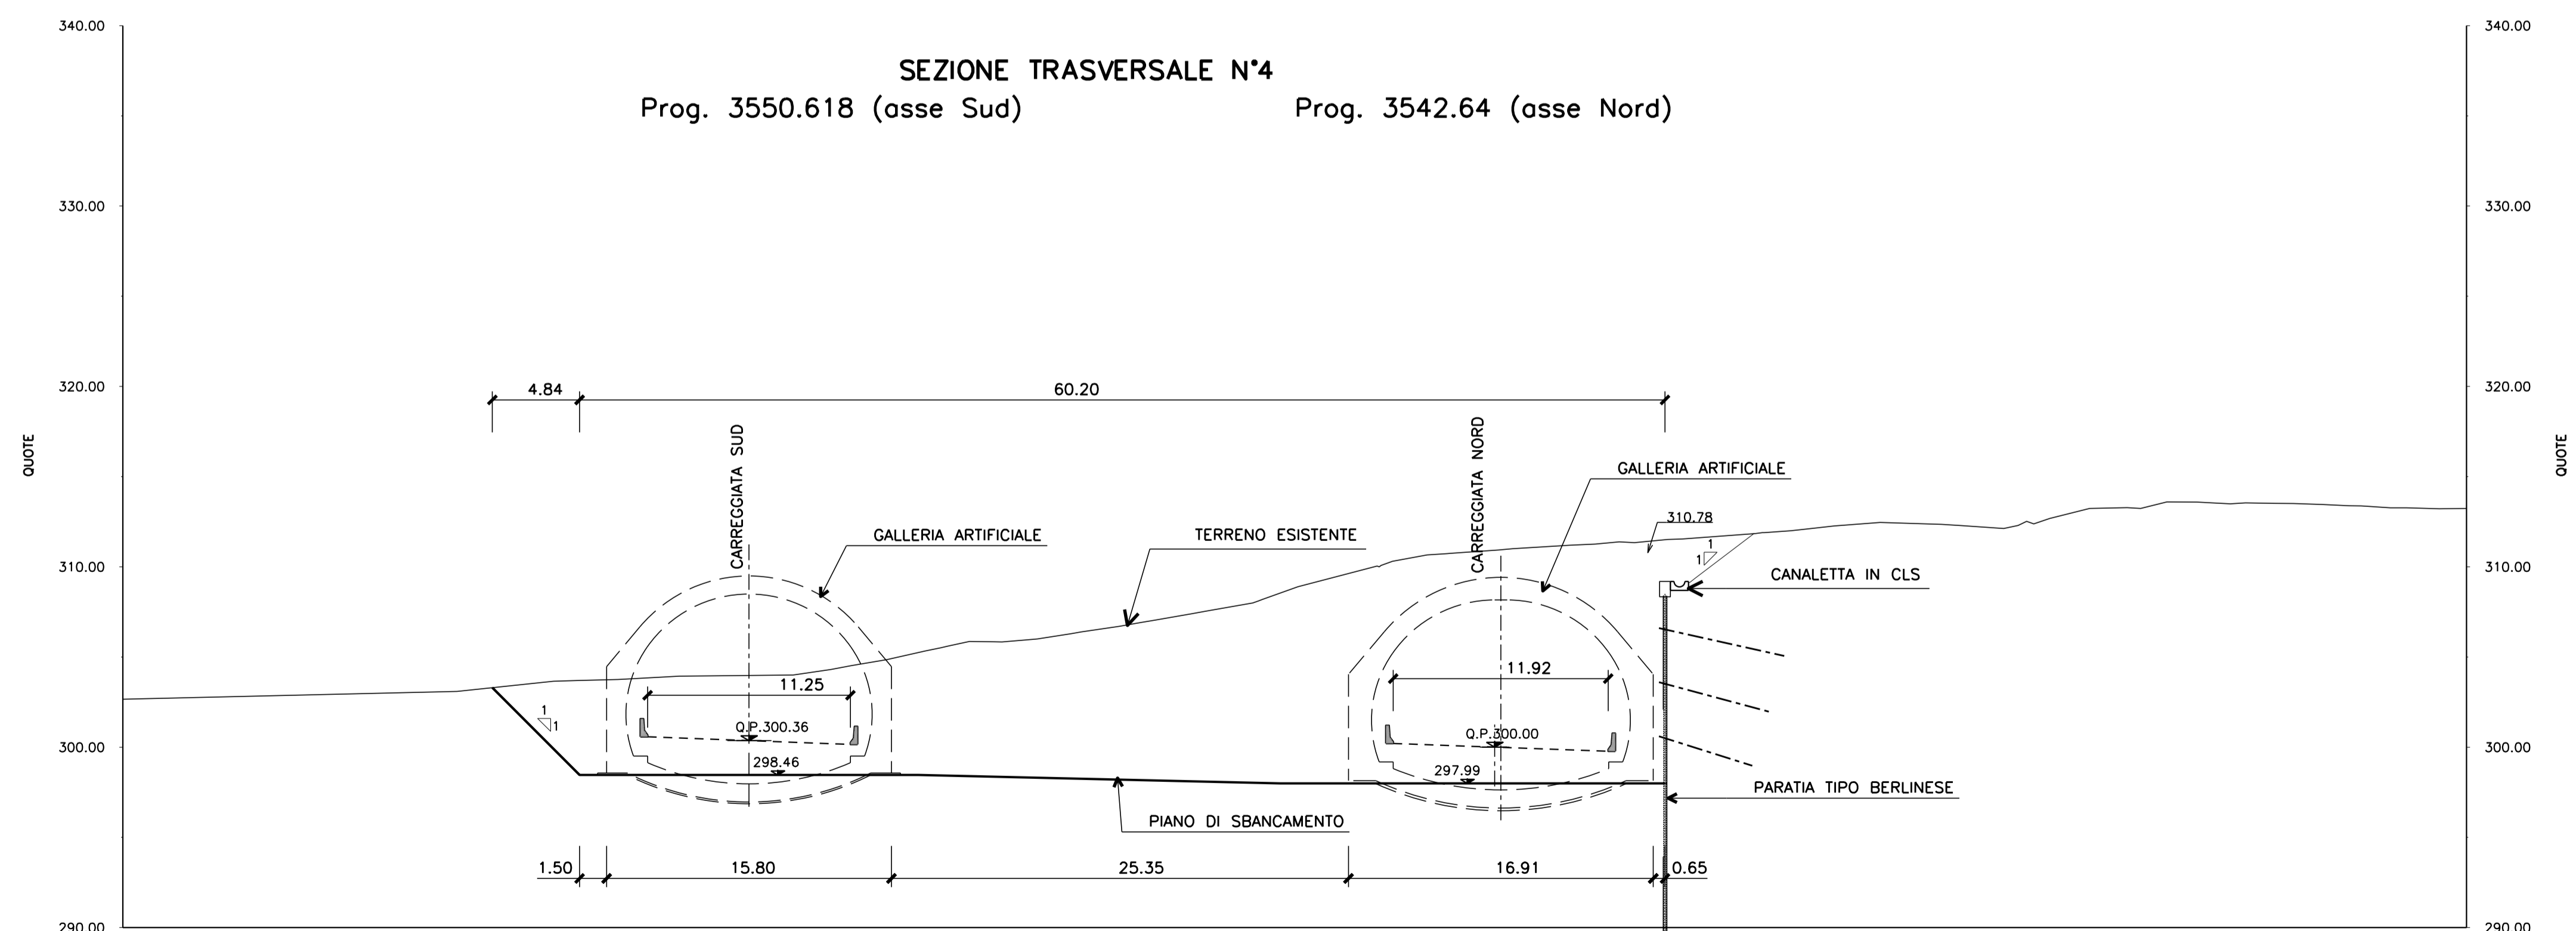 340.00
340.00
SEZIONE TRASVERSALE N°4
Prog. 3550.618 (asse Sud)
Prog. 3542.64 (asse Nord)
330.00
330.00
320.00
320.00
4.84
60.20
QUOTE
QUOTE
CARREGGIATA SUD
CARREGGIATA NORD
GALLERIA ARTIFICIALE
GALLERIA ARTIFICIALE
TERRENO ESISTENTE
310.78
1
1
310.00
310.00
CANALETTA IN CLS
11.25
11.92
1
1
Q.P.300.36
Q.P.300.00
300.00
300.00
298.46
297.99
PARATIA TIPO BERLINESE
PIANO DI SBANCAMENTO
1.50
15.80
25.35
16.91
0.65
290.00
290.00